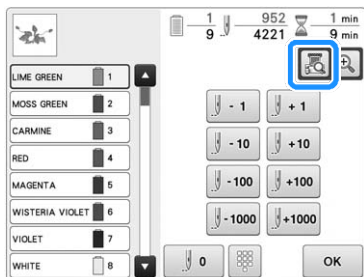 1 952 1 min
9 4221 9 min
LIME GREEN 1
MOSS GREEN 2
CARMINE 3
RED 4
MAGENTA 5
WISTERIA VIOLET 6
VIOLET 7
WHITE 8
- 1 + 1
- 10 +10
- 100 +100
- 1000 +1000
0 OK